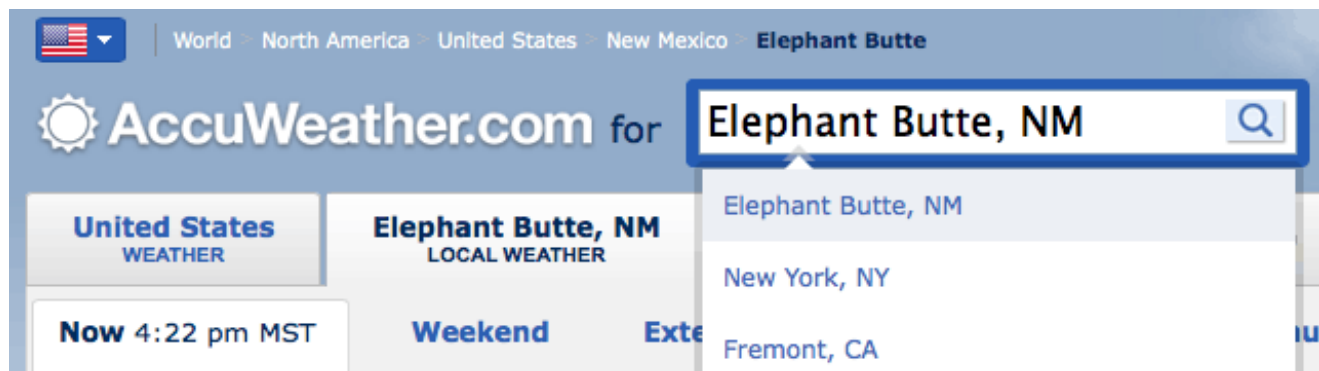 World > North America > United States > New Mexico > Elephant Butte
AccuWeather.com for Elephant Butte, NM
Elephant Butte, NM
New York, NY
Fremont, CA
United States
WEATHER
Elephant Butte, NM
LOCAL WEATHER
Now 4:22 pm MST
Weekend